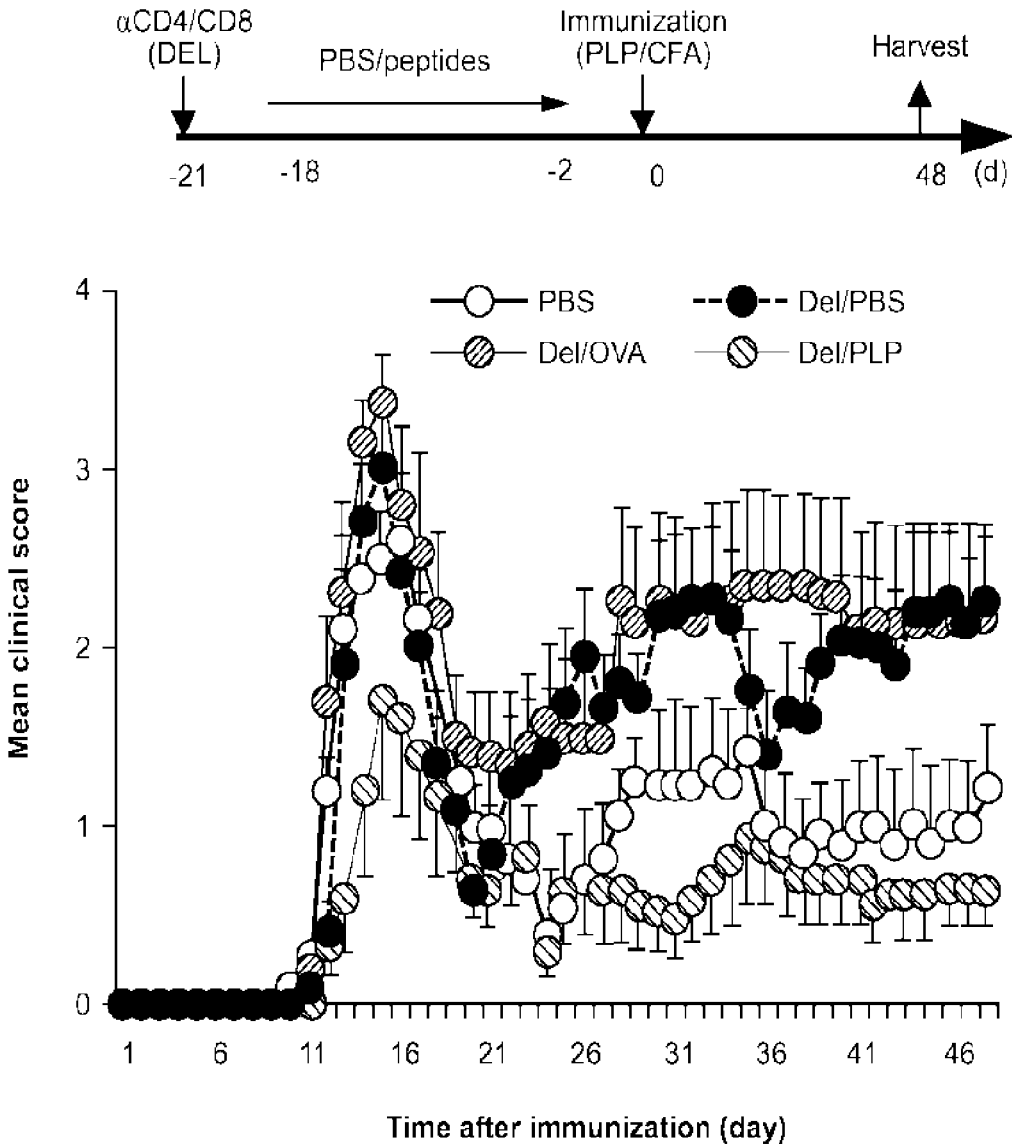 αCD4/CD8
(DEL)
PBS/peptides
Immunization
(PLP/CFA)
Harvest
-21
-18
-2
0
48
(d)
4
3
2
1
0
Mean clinical score
PBS
Del/PBS
Del/OVA
Del/PLP
1
6
11
16
21
26
31
36
41
46
Time after immunization (day)